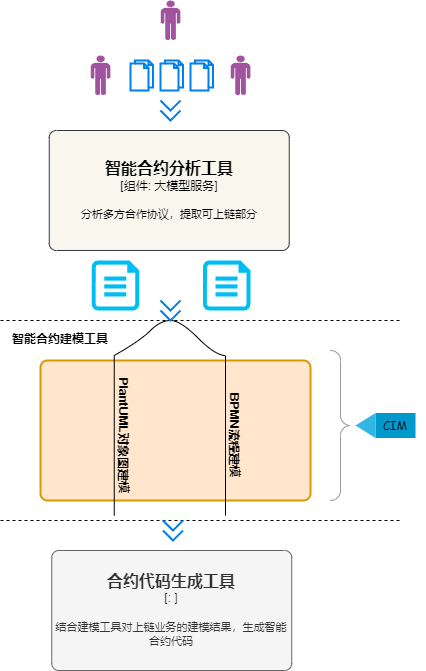 智能合约分析工具
[组件: 大模型服务]
分析多方合作协议，提取可上链部分
智能合约建模工具
PlantUML对象图建模
BPMN流程建模
CIM
合约代码生成工具
[: ]
结合建模工具对上链业务的建模结果，生成智能
合约代码